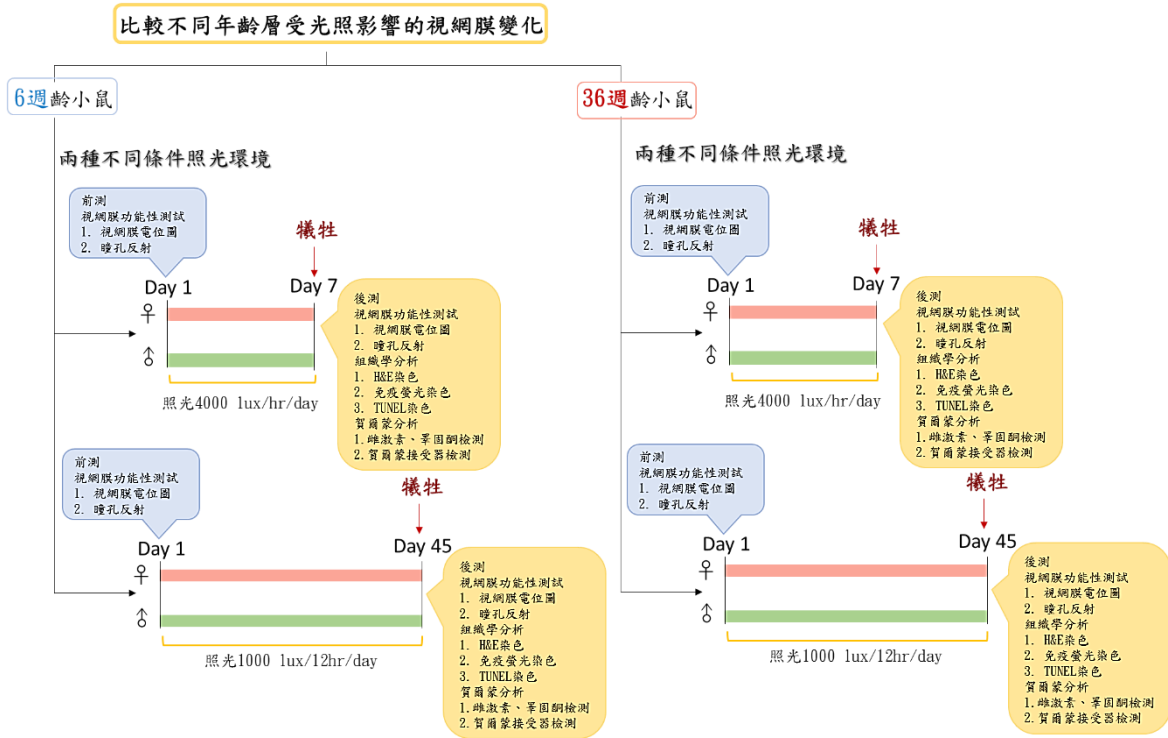 比較不同年齡層受光照影響的視網膜變化
6週齡小鼠
兩種不同條件照光環境
前測
視網膜功能性測試
1. 視網膜電位圖
2. 瞳孔反射
犧牲
Day 1
Day 7
♀
♂
照光4000 lux/hr/day
後測
視網膜功能性測試
1. 視網膜電位圖
2. 瞳孔反射
組織學分析
1. H&E染色
2. 免疫螢光染色
3. TUNEL染色
賀爾蒙分析
1.雌激素、睪固酮檢測
2.賀爾蒙接受器檢測
前測
視網膜功能性測試
1. 視網膜電位圖
2. 瞳孔反射
犧牲
Day 1
Day 45
♀
♂
照光1000 lux/12hr/day
後測
視網膜功能性測試
1. 視網膜電位圖
2. 瞳孔反射
組織學分析
1. H&E染色
2. 免疫螢光染色
3. TUNEL染色
賀爾蒙分析
1.雌激素、睪固酮檢測
2.賀爾蒙接受器檢測
36週齡小鼠
兩種不同條件照光環境
前測
視網膜功能性測試
1. 視網膜電位圖
2. 瞳孔反射
犧牲
Day 1
Day 7
♀
♂
照光4000 lux/hr/day
後測
視網膜功能性測試
1. 視網膜電位圖
2. 瞳孔反射
組織學分析
1. H&E染色
2. 免疫螢光染色
3. TUNEL染色
賀爾蒙分析
1.雌激素、睪固酮檢測
2.賀爾蒙接受器檢測
前測
視網膜功能性測試
1. 視網膜電位圖
2. 瞳孔反射
犧牲
Day 1
Day 45
♀
♂
照光1000 lux/12hr/day
後測
視網膜功能性測試
1. 視網膜電位圖
2. 瞳孔反射
組織學分析
1. H&E染色
2. 免疫螢光染色
3. TUNEL染色
賀爾蒙分析
1.雌激素、睪固酮檢測
2.賀爾蒙接受器檢測